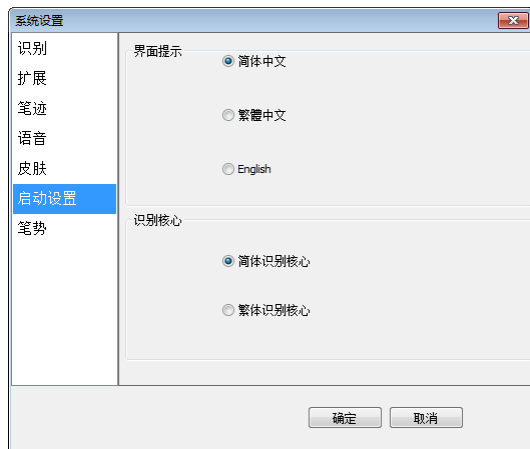 系统设置
识别
扩展
笔迹
语音
皮肤
启动设置
笔势
界面提示
简体中文
繁體中文
English
识别核心
简体识别核心
繁体识别核心
确定
取消